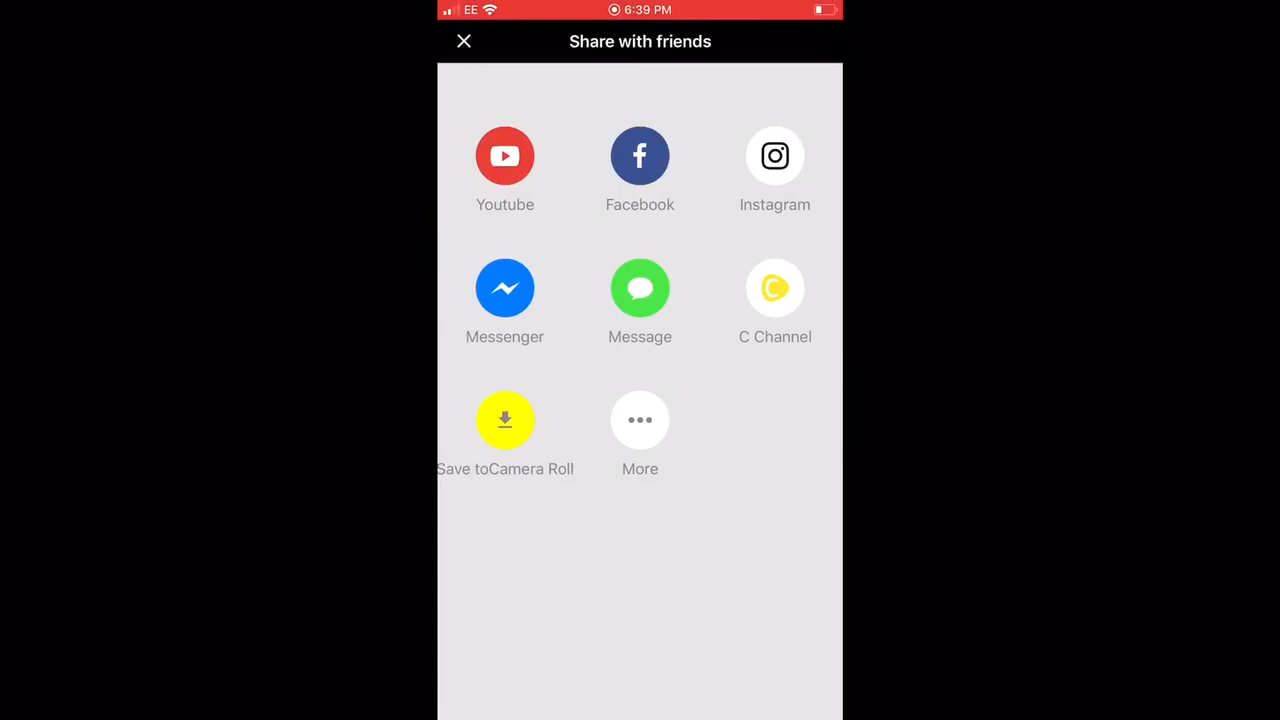 EE 6:39 PM
Share with friends
Youtube Facebook Instagram
Messenger Message C Channel
Save toCamera Roll More